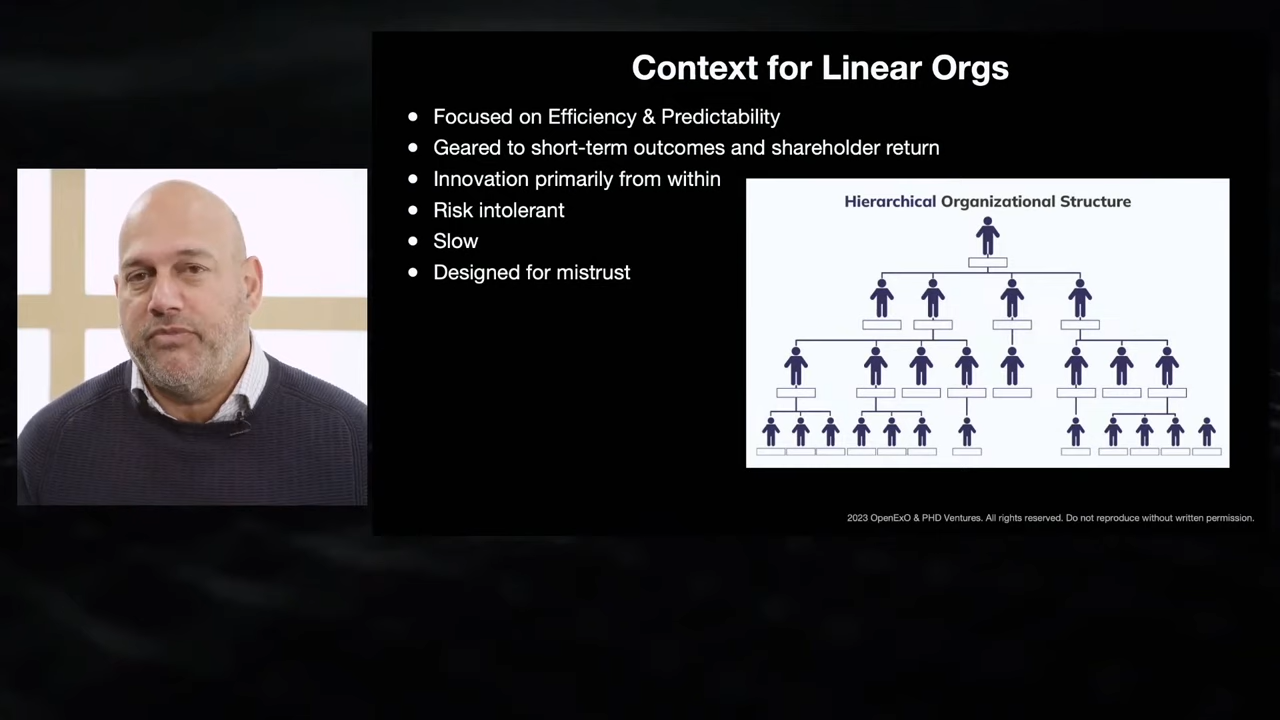 Context for Linear Orgs
Focused on Efficiency & Predictability
Geared to short-term outcomes and shareholder return
Innovation primarily from within
Risk intolerant
Slow
Designed for mistrust
Hierarchical Organizational Structure
2023 OpenExO & PHD Ventures. All rights reserved. Do not reproduce without written permission.